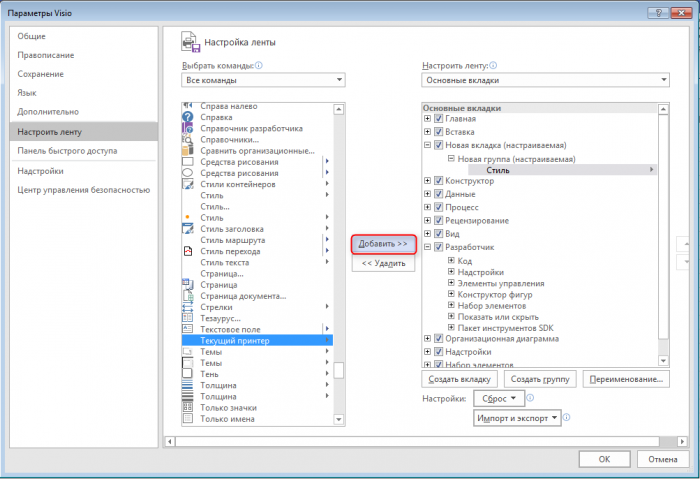 Параметры Visio
Общие
Правописание
Сохранение
Язык
Дополнительно
Настроить ленту
Панель быстрого доступа
Надстройки
Центр управления безопасностью
Настройка ленты
Выбрать команды:
Все команды
Справа налево
Справка
Справочник разработчика
Справочники...
Сравнить организационные...
Средства рисования
Средства рисования
Стили контейнеров
Стиль
Стиль...
Стиль
Стиль заголовка
Стиль маршрута
Стиль перехода
Стиль текста
Страница...
Страница
Страница документа...
Стрелки
Тезаурус...
Текстовое поле
Текущий принтер
Темы
Темы
Тень
Толщина
Толщина
Только значки
Только имена
Добавить >>
<< Удалить
Настроить ленту:
Основные вкладки
Основные вкладки
Главная
Вставка
Новая вкладка (настраиваемая)
Новая группа (настраиваемая)
Стиль
Конструктор
Данные
Процесс
Рецензирование
Вид
Разработчик
Код
Надстройки
Элементы управления
Конструктор фигур
Набор элементов
Показать или скрыть
Пакет инструментов SDK
Организационная диаграмма
Надстройки
Набор элементов
Создать вкладку
Создать группу
Переименование...
Настройки:
Сброс
Импорт и экспорт
ОК
Отмена